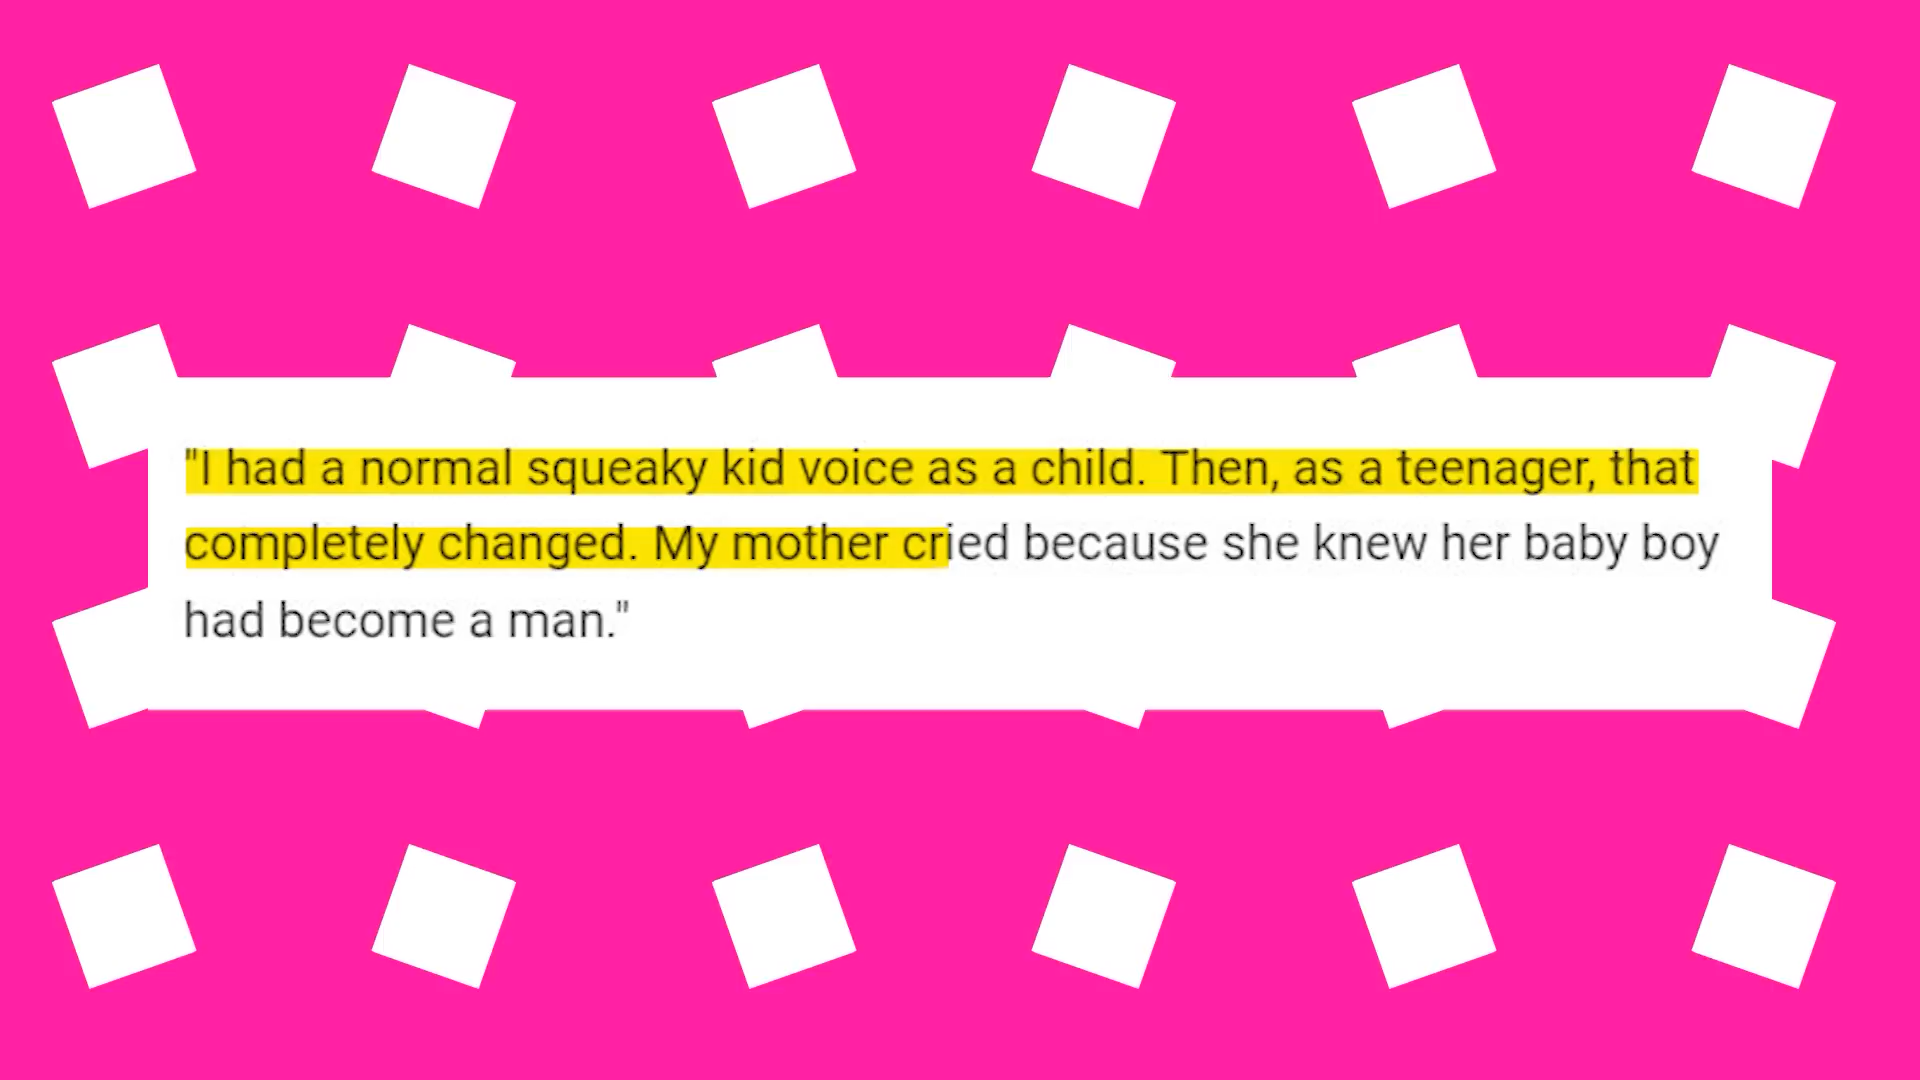 "I had a normal squeaky kid voice as a child. Then, as a teenager, that
completely changed. My mother cried because she knew her baby boy
had become a man."